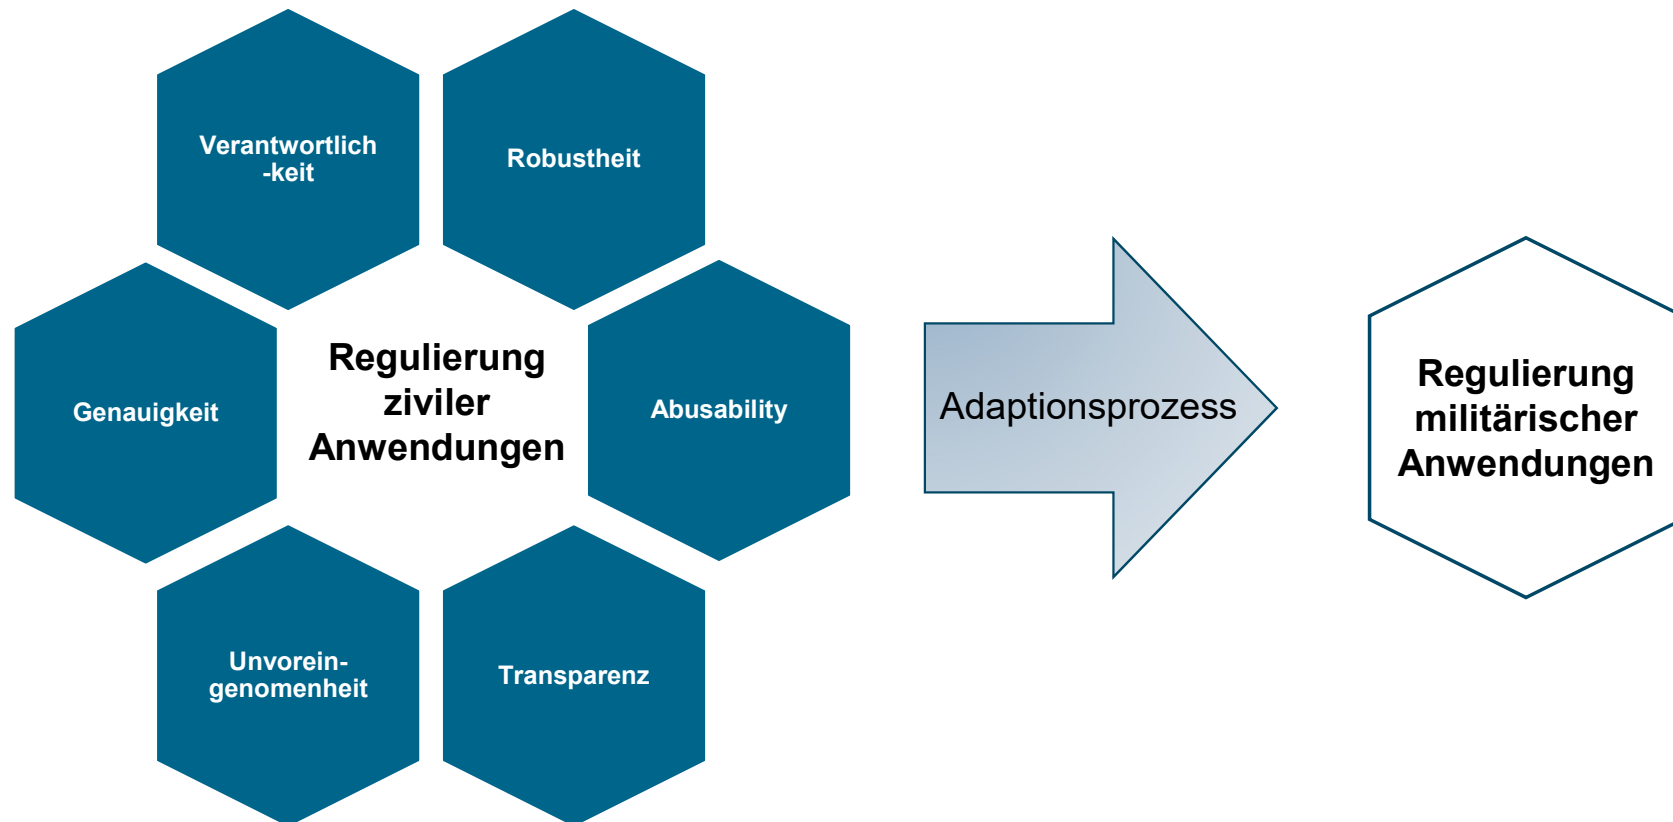 Verantwortlich
-keit
Robustheit
Genauigkeit
Regulierung
ziviler
Anwendungen
Abusability
Unvorein-
genomenheit
Transparenz
Adaptionsprozess
Regulierung
militärischer
Anwendungen